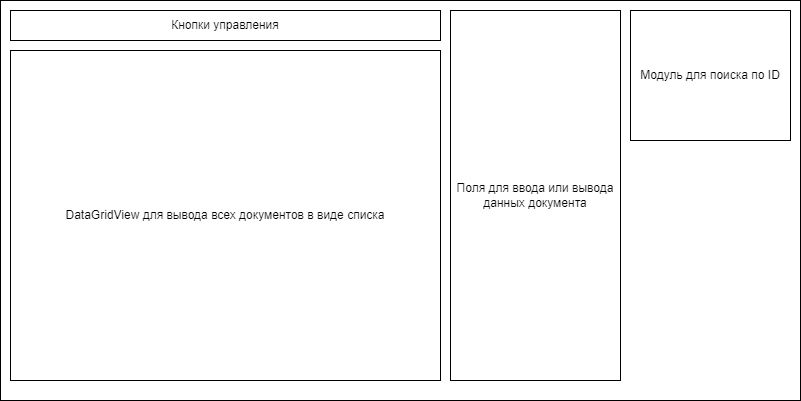 Кнопки управления
DataGridView для вывода всех документов в виде списка
Поля для ввода или вывода
данных документа
Модуль для поиска по ID